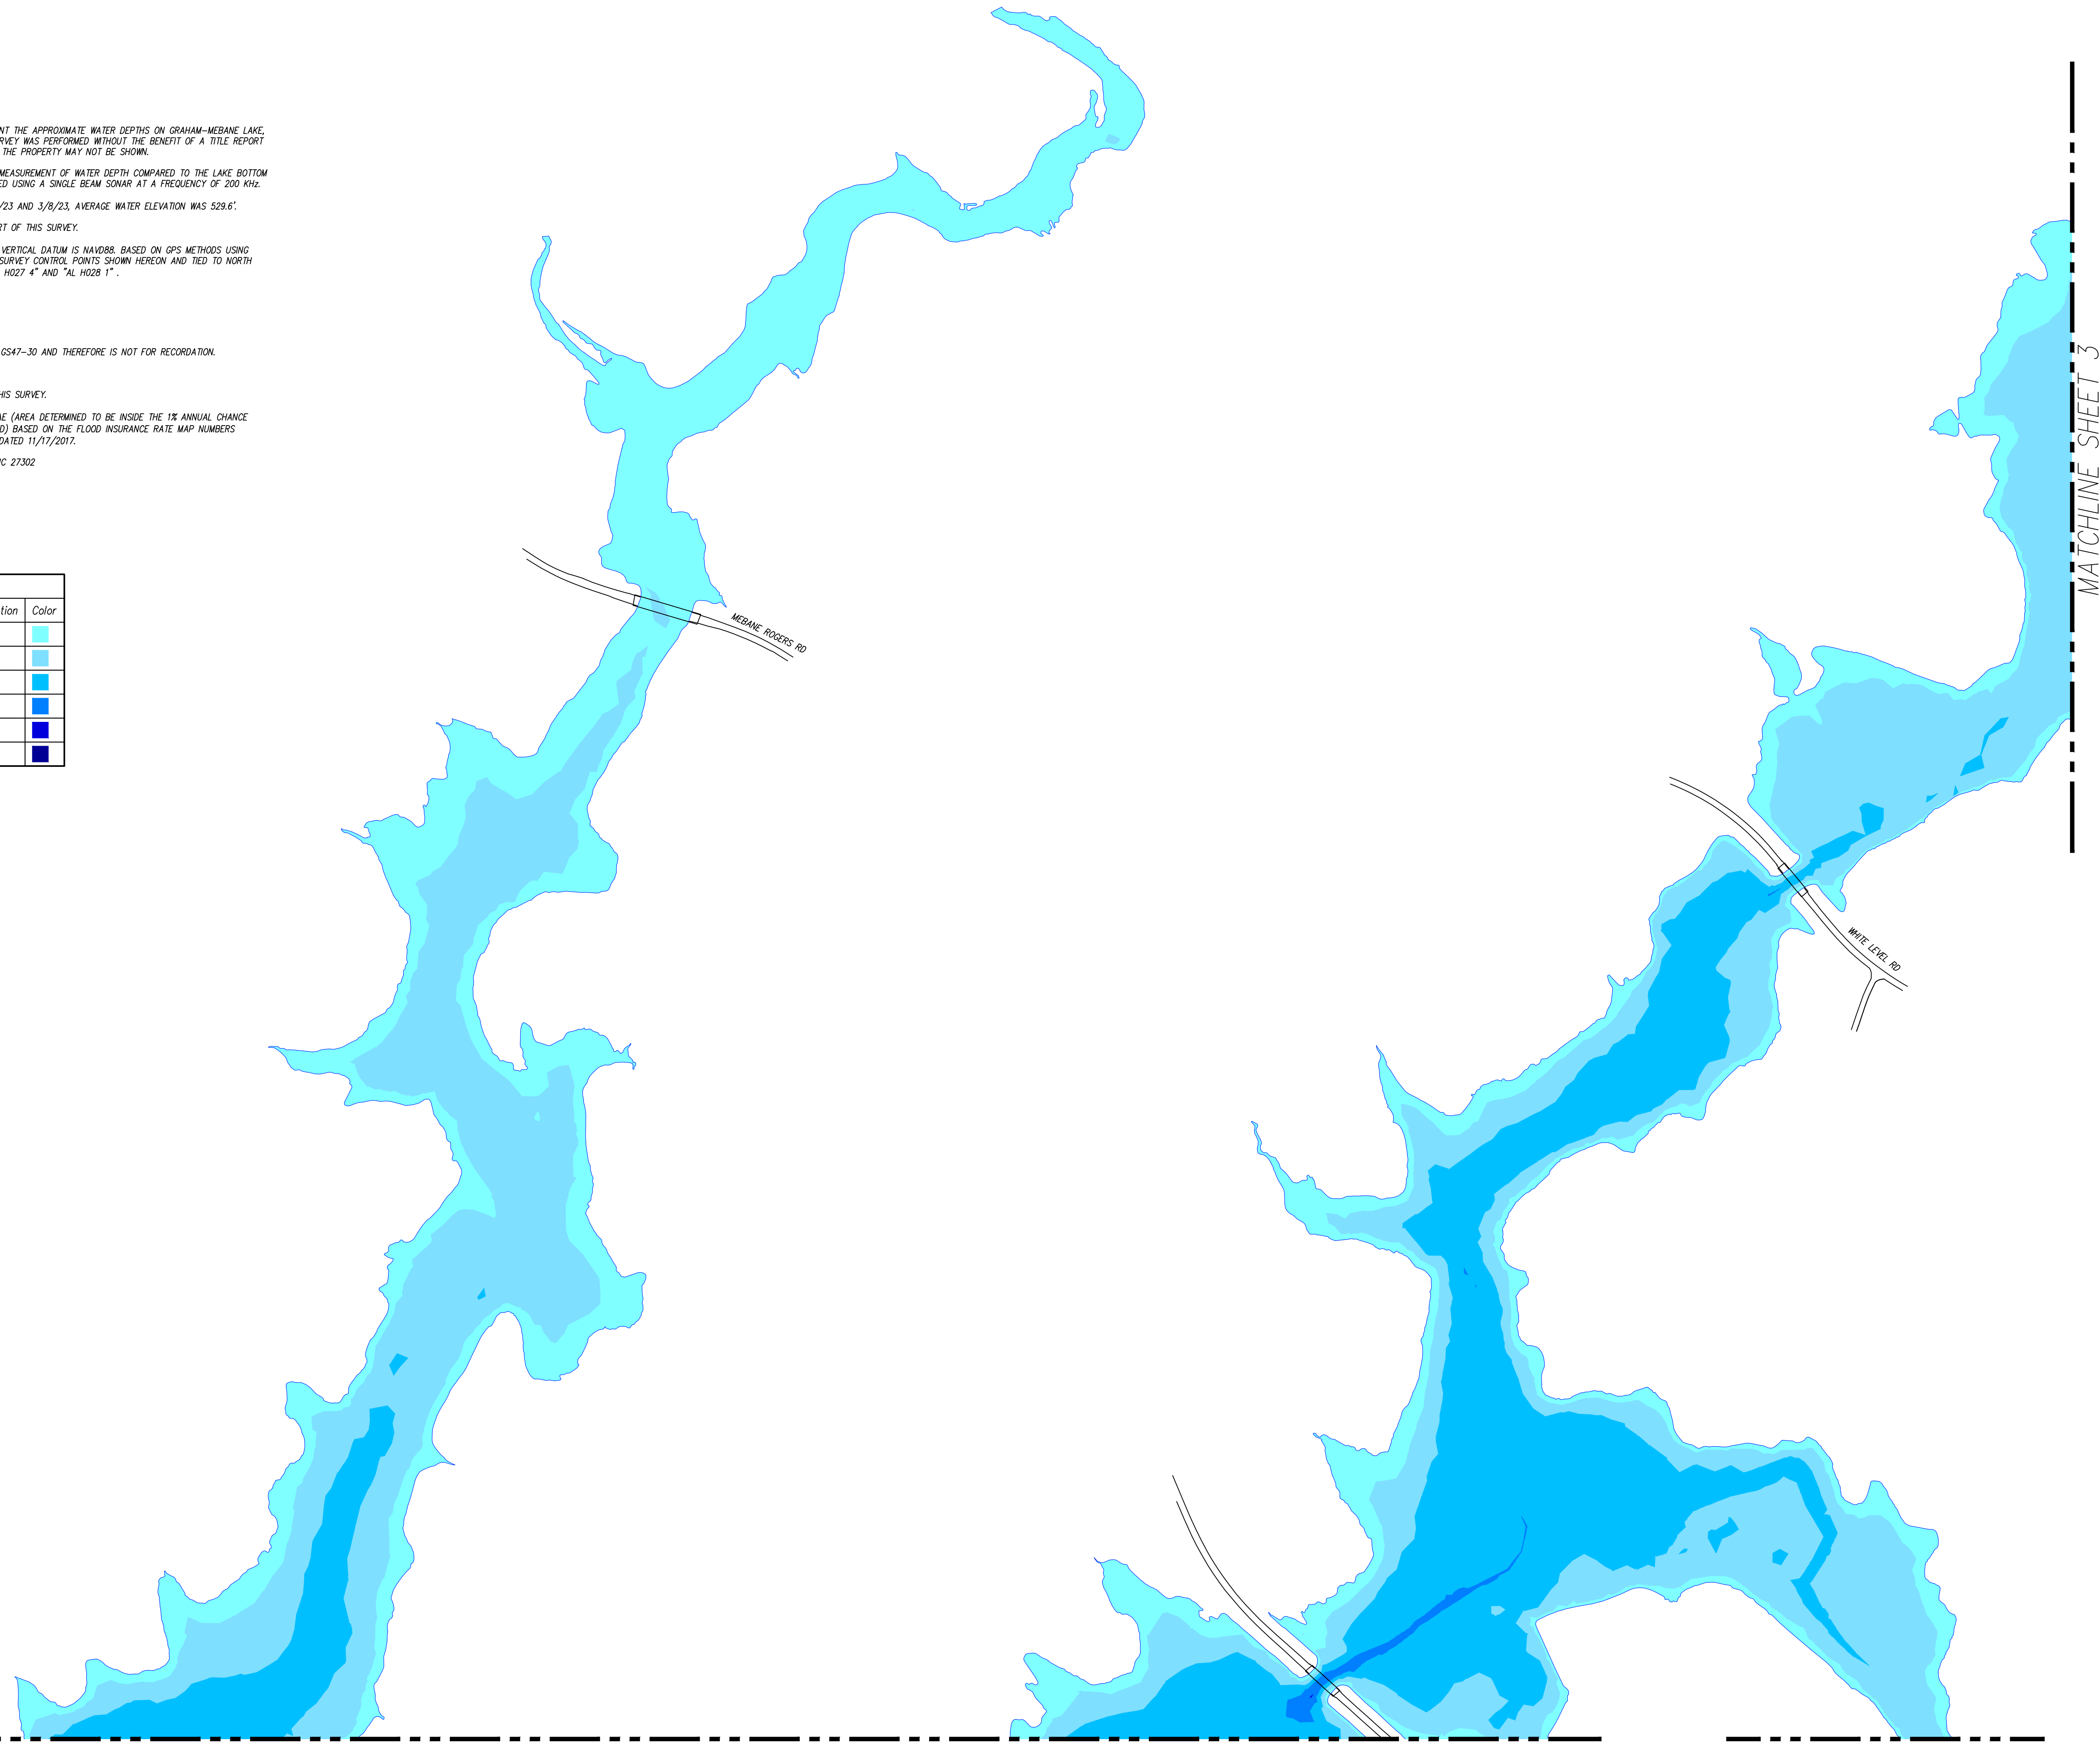 NT THE APPROXIMATE WATER DEPTHS ON GRAHAM-MEBANE LAKE,
RVEY WAS PERFORMED WITHOUT THE BENEFIT OF A TITLE REPORT
THE PROPERTY MAY NOT BE SHOWN.
MEASUREMENT OF WATER DEPTH COMPARED TO THE LAKE BOTTOM
ED USING A SINGLE BEAM SONAR AT A FREQUENCY OF 200 KHz.
/23 AND 3/8/23, AVERAGE WATER ELEVATION WAS 529.6'.
RT OF THIS SURVEY.
VERTICAL DATUM IS NAVD88. BASED ON GPS METHODS USING
SURVEY CONTROL POINTS SHOWN HEREON AND TIED TO NORTH
H027 4" AND "AL H028 1" .
GS47-30 AND THEREFORE IS NOT FOR RECORDATION.
HIS SURVEY.
AE (AREA DETERMINED TO BE INSIDE THE 1% ANNUAL CHANCE
D) BASED ON THE FLOOD INSURANCE RATE MAP NUMBERS
DATED 11/17/2017.
NC 27302
tion Color
MEBANE ROGERS RD
WHITE LEVEL RD
MATCHLINE SHEET 3